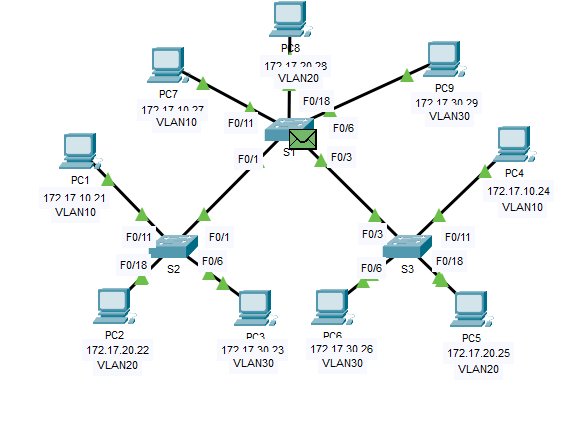 PC8
172.17.20.28
VLAN20
PC7
172.17.10.27
VLAN10
PC9
172.17.30.29
VLAN30
F0/18
F0/11
F0/6
S1
F0/1
F0/3
PC1
172.17.10.21
VLAN10
PC4
172.17.10.24
VLAN10
F0/11
F0/1
F0/18
F0/6
S2
F0/3
F0/11
F0/6
F0/18
S3
PC2
172.17.20.22
VLAN20
PC3
172.17.30.23
VLAN30
PC6
172.17.30.26
VLAN30
PC5
172.17.20.25
VLAN20